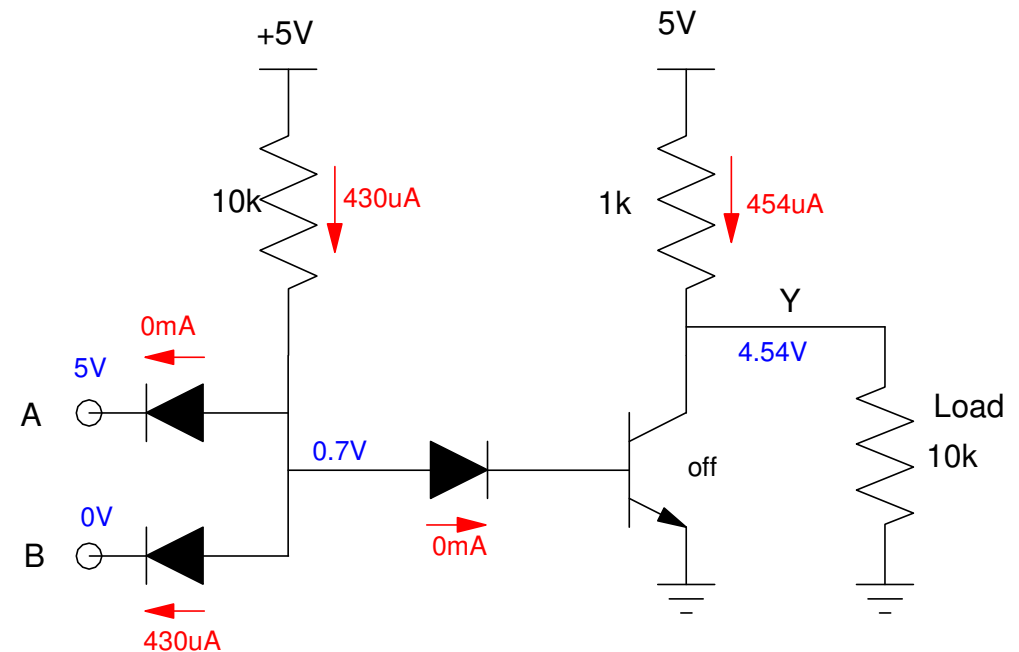 +5V
5V
10k
430uA
1k
454uA
0mA
Y
5V
4.54V
A
Load
0.7V
10k
off
0V
B
0mA
430uA